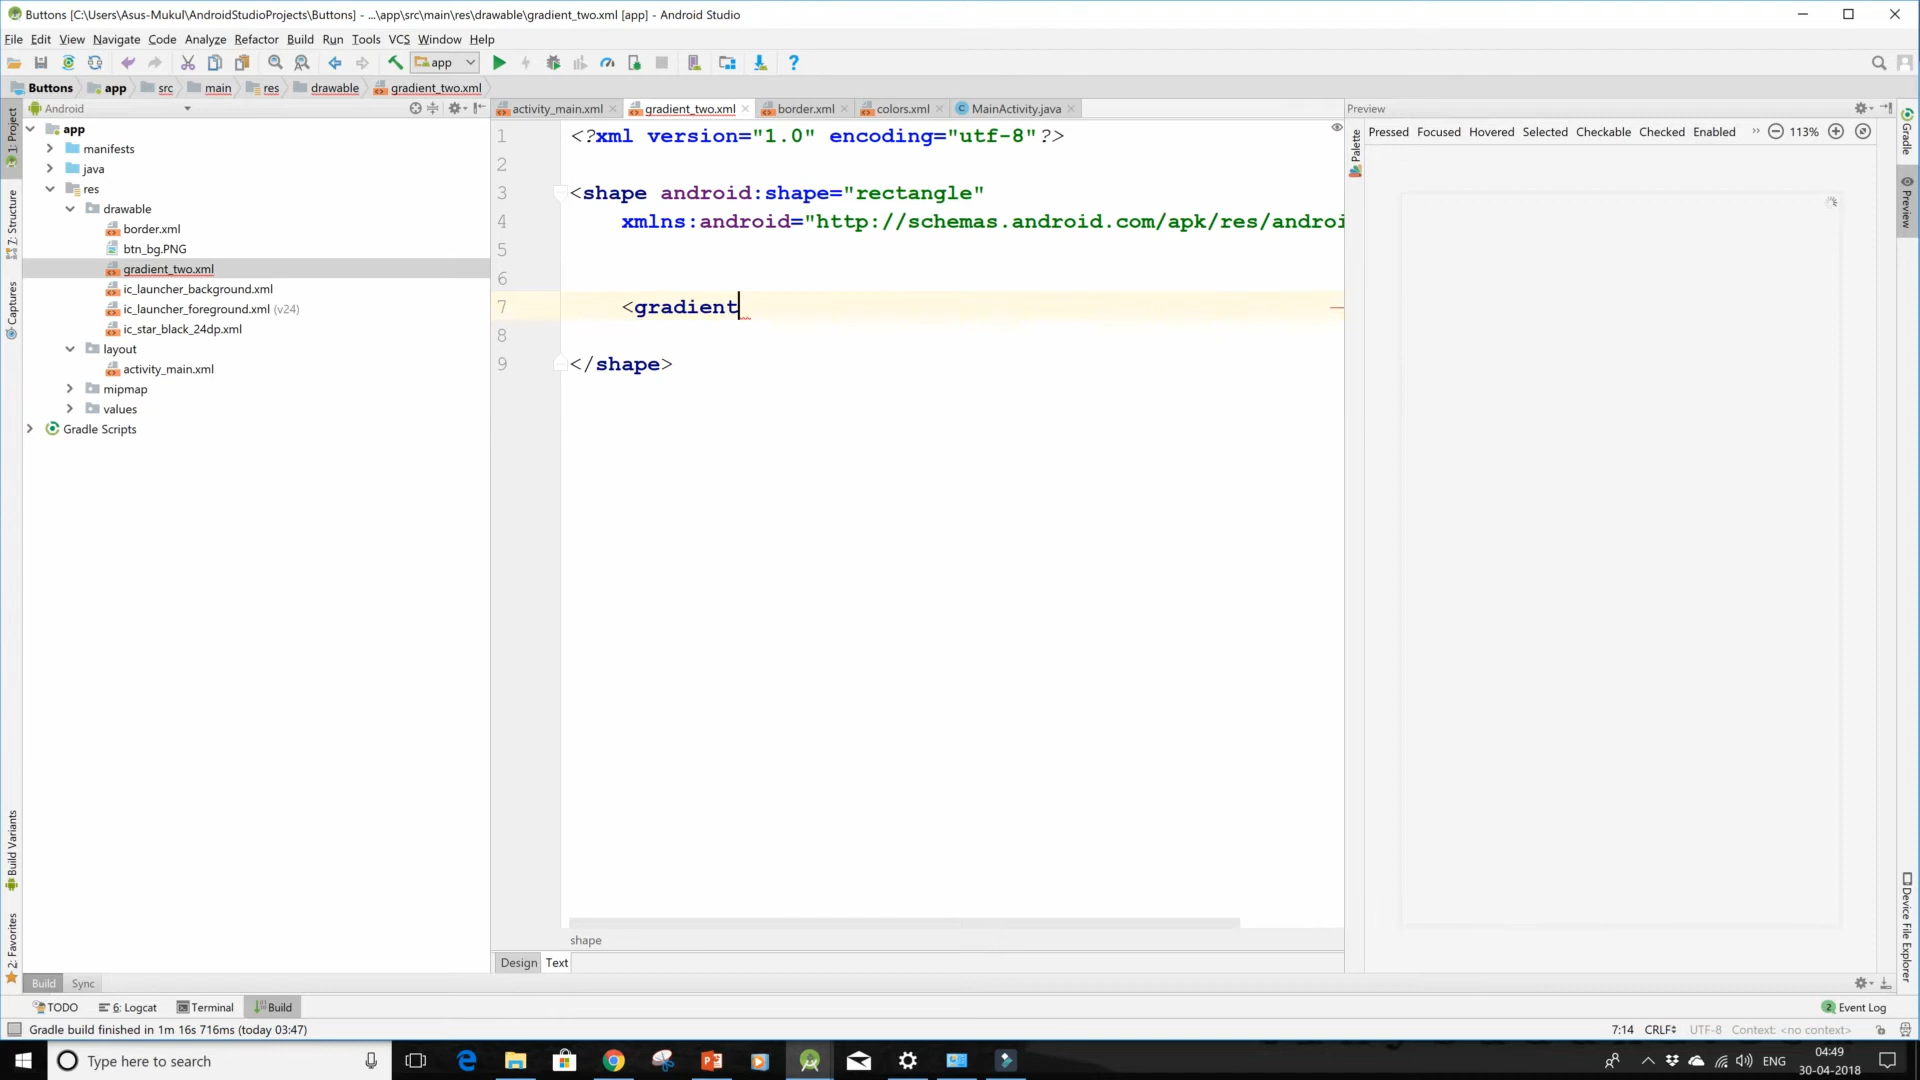 Buttons [C:\Users\Asus-Mukul\AndroidStudioProjects\Buttons] - ...\app\src\main\res\drawable\gradient_two.xml [app] - Android Studio
File Edit View Navigate Code Analyze Refactor Build Run Tools VCS Window Help
app
Buttons app src main res drawable gradient_two.xml
Android
activity_main.xml gradient_two.xml border.xml colors.xml MainActivity.java
Preview
Pressed Focused Hovered Selected Checkable Checked Enabled 113%
1: Project
Z: Structure
Captures
Build Variants
2: Favorites
app
manifests
java
res
drawable
border.xml
btn_bg.PNG
gradient_two.xml
ic_launcher_background.xml
ic_launcher_foreground.xml (v24)
ic_star_black_24dp.xml
layout
activity_main.xml
mipmap
values
Gradle Scripts
1 <?xml version="1.0" encoding="utf-8"?>
2
3 <shape android:shape="rectangle"
4 xmlns:android="http://schemas.android.com/apk/res/androi
5
6
7 <gradient
8
9 </shape>
shape
Design Text
Palette
Gradle
Preview
Device File Explorer
Build Sync
TODO 6: Logcat Terminal Build
2 Event Log
Gradle build finished in 1m 16s 716ms (today 03:47)
7:14 CRLF UTF-8 Context: <no context>
Type here to search
ENG
04:49
30-04-2018